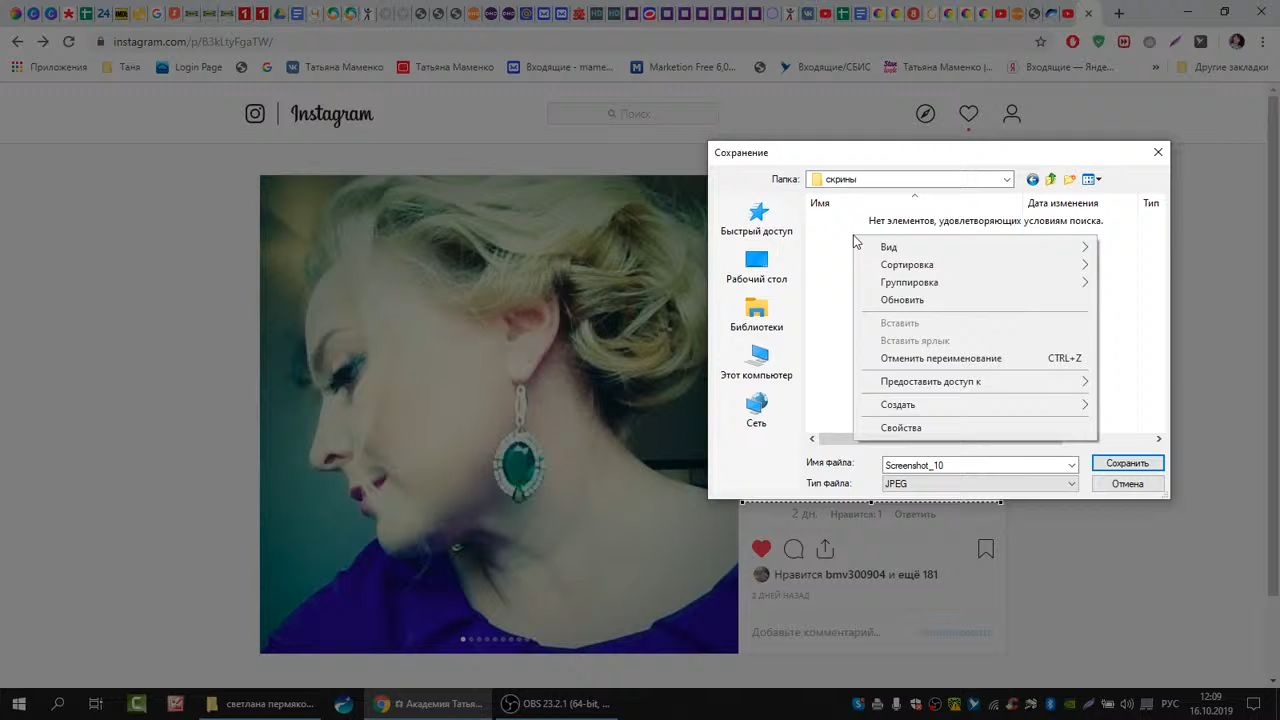 24
1
1
8
instagram.com/p/B3kLtyFgaTW/
Приложения
Таня
Login Page
Татьяна Маменко
Татьяна Маменко
Входящие - mame...
Marketion Free 6,0...
Входящие/СБИС
Татьяна Маменко |...
Входящие — Янде...
»
Другие закладки
Instagram
Поиск...
Сохранение
Папка:
скрины
Имя
Дата изменения
Тип
Нет элементов, удовлетворяющих условиям поиска.
Быстрый доступ
Рабочий стол
Библиотеки
Этот компьютер
Сеть
Вид
Сортировка
Группировка
Обновить
Вставить
Вставить ярлык
Отменить переименование CTRL+Z
Предоставить доступ к
Создать
Свойства
Имя файла:
Screenshot_10
Сохранить
Тип файла:
JPEG
Отмена
2 дн. Нравится: 1 Ответить
Нравится bmv300904 и ещё 181
2 ДНЕЙ НАЗАД
Добавьте комментарий...
светлана пермяко...
Академия Татья...
OBS 23.2.1 (64-bit, ...
РУС
12:09
16.10.2019